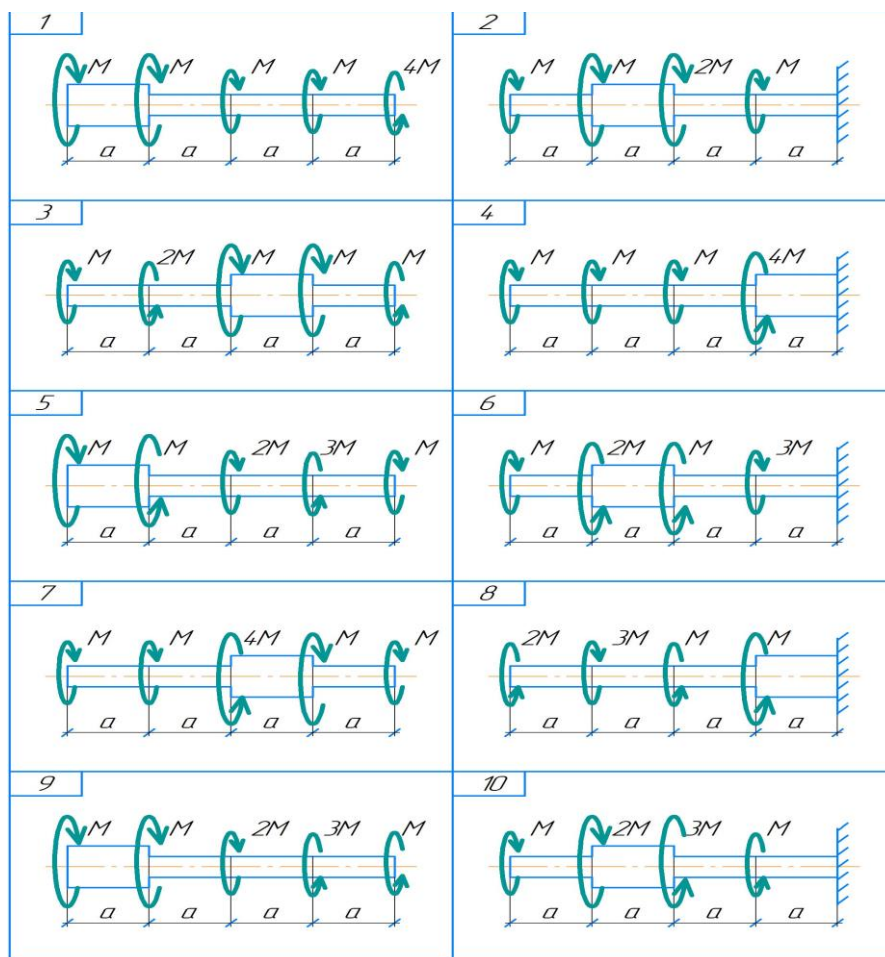 1
M M M M 4M
a a a a
2
M M 2M M
a a a a
3
M 2M M M M
a a a a
4
M M M 4M
a a a a
5
M M 2M 3M M
a a a a
6
M 2M M 3M
a a a a
7
M M 4M M M
a a a a
8
2M 3M M M
a a a a
9
M M 2M 3M M
a a a a
10
M 2M 3M M
a a a a